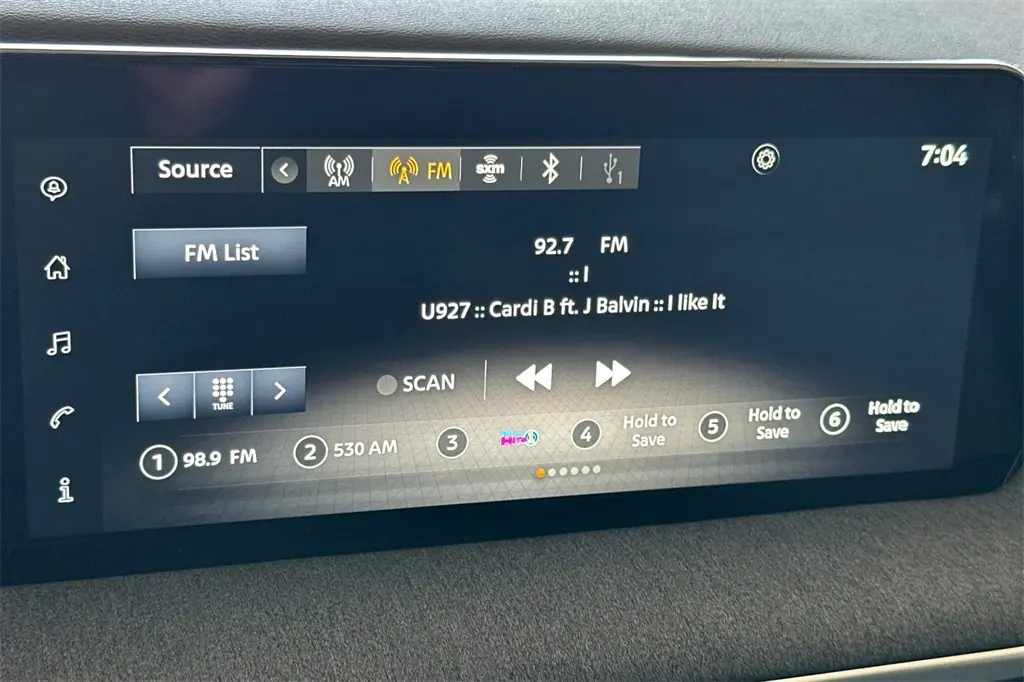 Source
AM
FM
sxm
1
7:04
FM List
92.7 FM
:: I
U927 :: Cardi B ft. J Balvin :: I like It
TUNE
SCAN
1 98.9 FM
2 530 AM
3
4 Hold to
Save
5 Hold to
Save
6 Hold to
Save